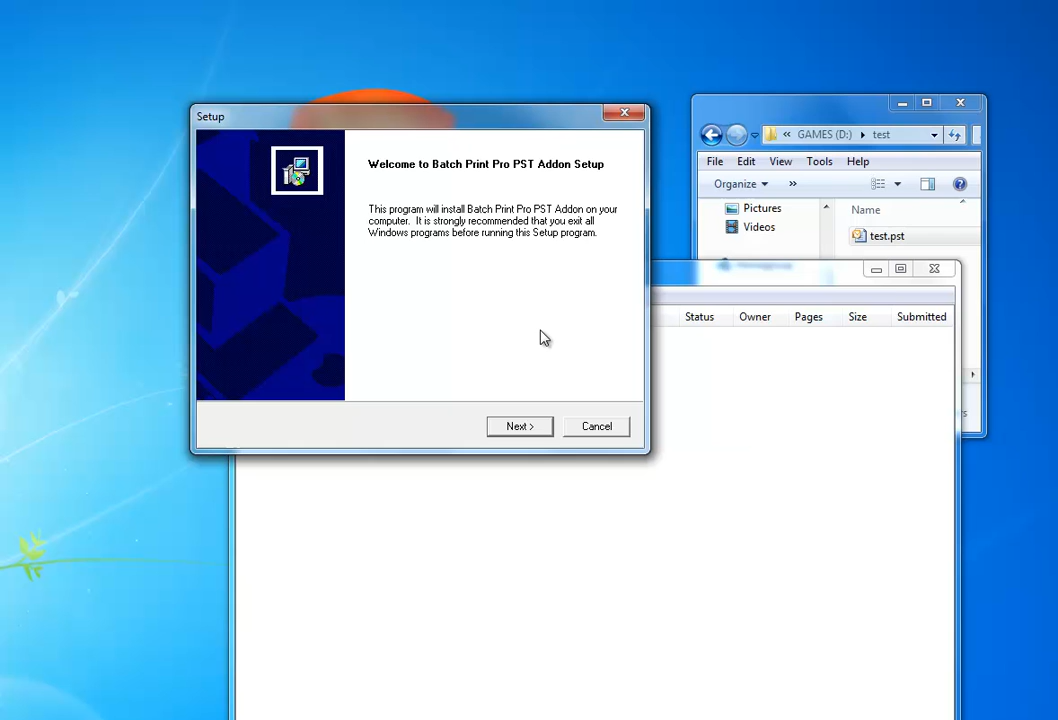 Setup
Welcome to Batch Print Pro PST Addon Setup
This program will install Batch Print Pro PST Addon on your
computer. It is strongly recommended that you exit all
Windows programs before running this Setup program.
Next >
Cancel
« GAMES (D:) ▸ test
File Edit View Tools Help
Organize »
Pictures
Videos
Name
test.pst
Status Owner Pages Size Submitted